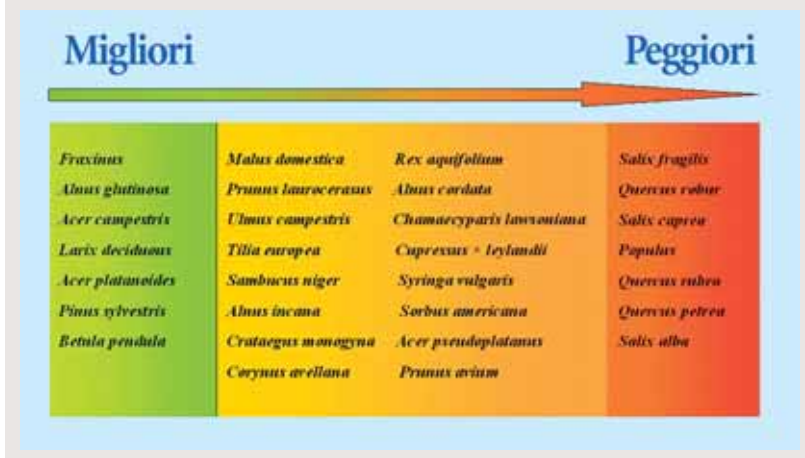 Migliori
Peggiori
Fraxinus
Alnus glutinosa
Acer campestris
Larix deciduous
Acer platanoides
Pinus sylvestris
Betula pendula
Malus domestica
Prunus laurocerasus
Ulmus campestris
Tilia europea
Sambucus niger
Alnus incana
Crataegus monogyna
Corynus avellana
Rex aquifolium
Alnus cordata
Chamaecyparis lawsoniana
Cupressus * leylandii
Syringa vulgaris
Sorbus americana
Acer pseudoplatanus
Prunus avium
Salix fragilis
Quercus robur
Salix caprea
Populus
Quercus rubra
Quercus petrea
Salix alba